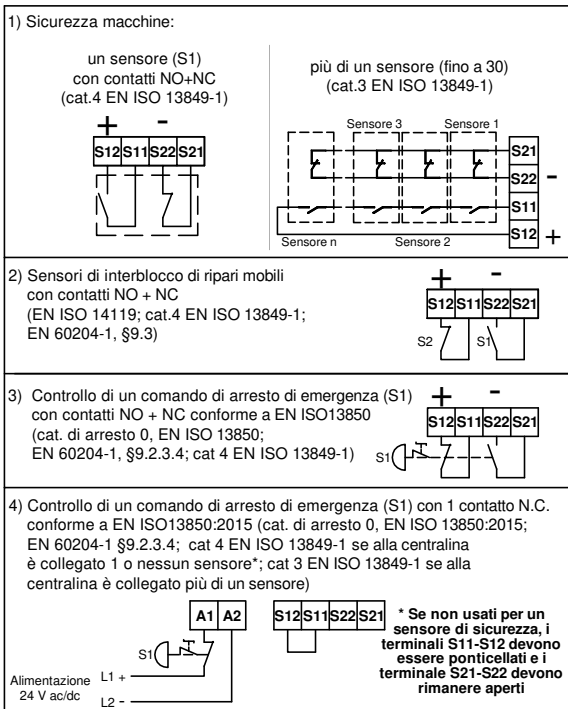 1) Sicurezza macchine:
un sensore (S1)
con contatti NO+NC
(cat.4 EN ISO 13849-1)
+ -
S12 S11 S22 S21
più di un sensore (fino a 30)
(cat.3 EN ISO 13849-1)
Sensore 3 Sensore 1
S21
S22 -
S11
S12 +
Sensore n Sensore 2
2) Sensori di interblocco di ripari mobili
con contatti NO + NC
(EN ISO 14119; cat.4 EN ISO 13849-1;
EN 60204-1, §9.3)
+ -
S12 S11 S22 S21
S2 S1
3) Controllo di un comando di arresto di emergenza (S1)
con contatti NO + NC conforme a EN ISO13850
(cat. di arresto 0, EN ISO 13850;
EN 60204-1, §9.2.3.4; cat 4 EN ISO 13849-1)
+ -
S12 S11 S22 S21
S1
4) Controllo di un comando di arresto di emergenza (S1) con 1 contatto N.C.
conforme a EN ISO13850:2015 (cat. di arresto 0, EN ISO 13850:2015;
EN 60204-1 §9.2.3.4; cat 4 EN ISO 13849-1 se alla centralina
è collegato 1 o nessun sensore*; cat 3 EN ISO 13849-1 se alla
centralina è collegato più di un sensore)
A1 A2
S12 S11 S22 S21
S1
Alimentazione
24 V ac/dc
L1 +
L2 -
* Se non usati per un
sensore di sicurezza, i
terminali S11-S12 devono
essere ponticellati e i
terminale S21-S22 devono
rimanere aperti